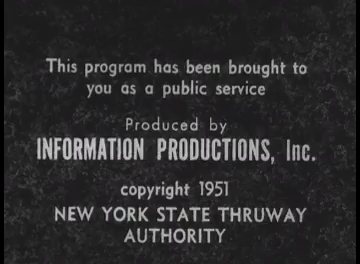 This program has been brought to
you as a public service
Produced by
INFORMATION PRODUCTIONS, Inc.
copyright 1951
NEW YORK STATE THRUWAY
AUTHORITY